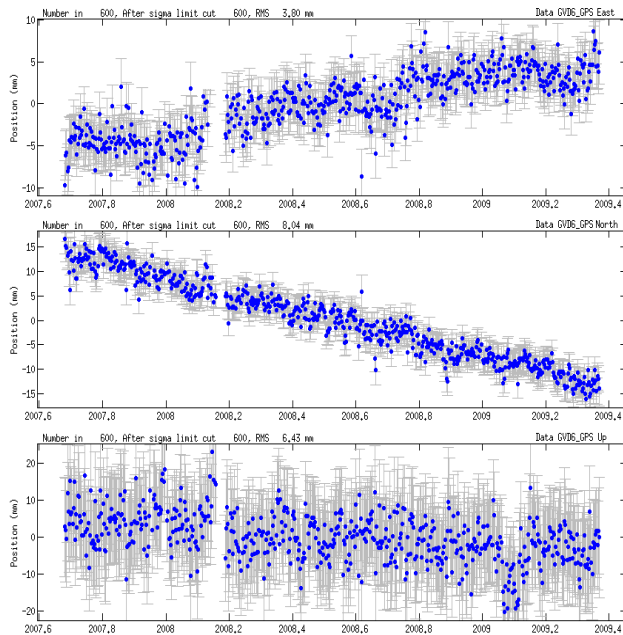 Number in 600, After sigma limit cut 600, RMS 3.80 mm Data GVD6_GPS East
10
5
0
-5
-10
Position (mm)
2007.6 2007.8 2008 2008.2 2008.4 2008.6 2008.8 2009 2009.2 2009.4
Number in 600, After sigma limit cut 600, RMS 8.04 mm Data GVD6_GPS North
15
10
5
0
-5
-10
-15
Position (mm)
2007.6 2007.8 2008 2008.2 2008.4 2008.6 2008.8 2009 2009.2 2009.4
Number in 600, After sigma limit cut 600, RMS 6.43 mm Data GVD6_GPS Up
20
10
0
-10
-20
Position (mm)
2007.6 2007.8 2008 2008.2 2008.4 2008.6 2008.8 2009 2009.2 2009.4